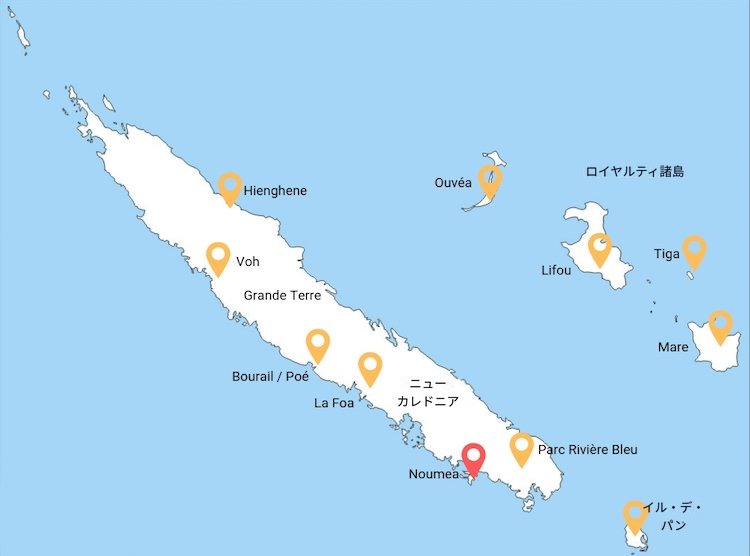 ロイヤルティ諸島
Ouvéa
Hienghene
Tiga
Voh
Lifou
Grande Terre
Mare
Bourail / Poé
ニュー
カレドニア
La Foa
Parc Rivière Bleu
Noumea
イル・デ・
パン